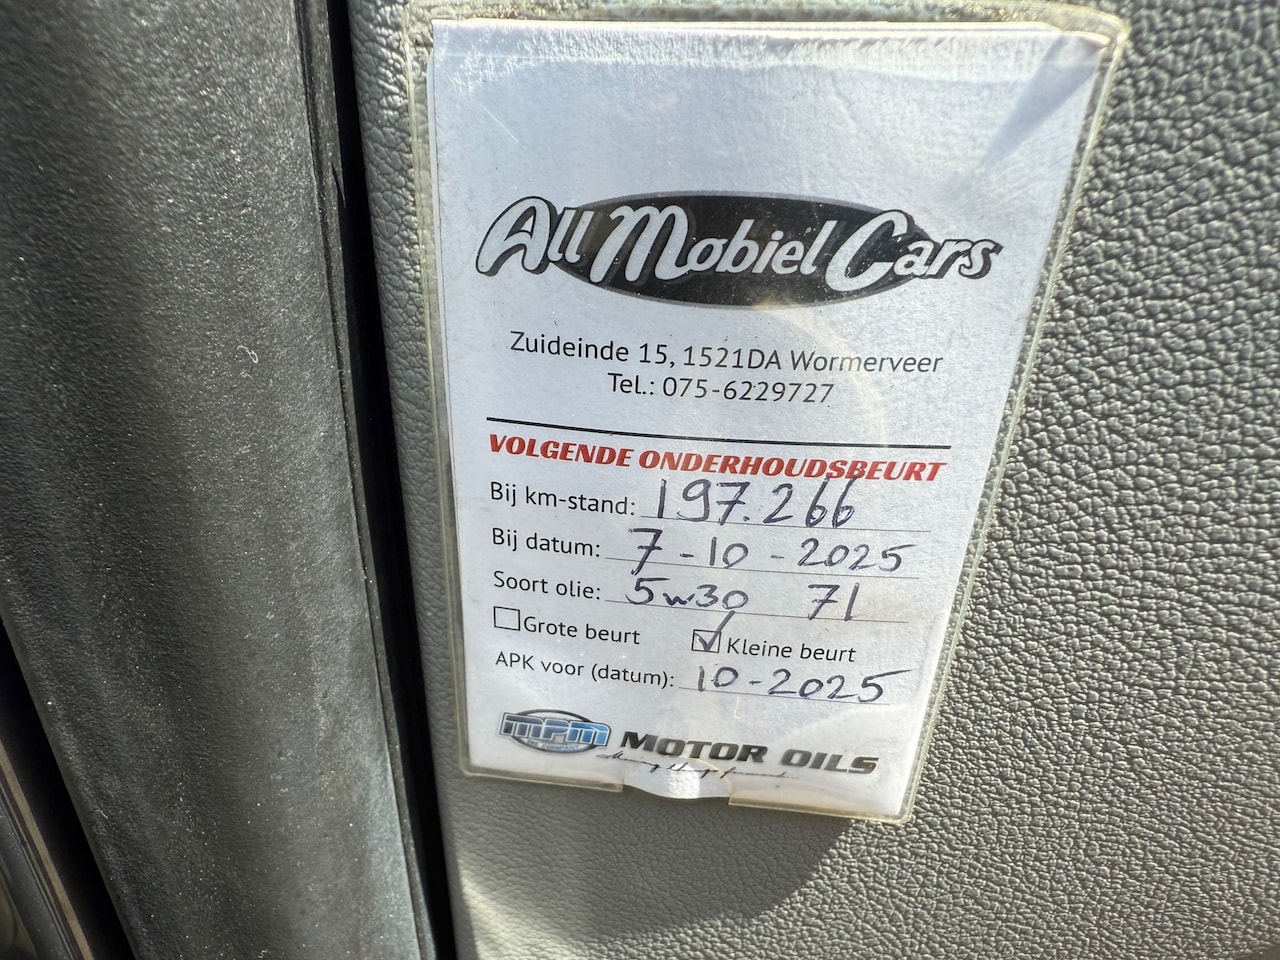 All Mobiel Cars
Zuideinde 15, 1521DA Wormerveer
Tel.: 075-6229727
VOLGENDE ONDERHOUDSBEURT
Bij km-stand: 197.266
Bij datum: 7-10-2025
Soort olie: 5w30 7l
Grote beurt Kleine beurt
APK voor (datum): 10-2025
MPM MOTOR OILS